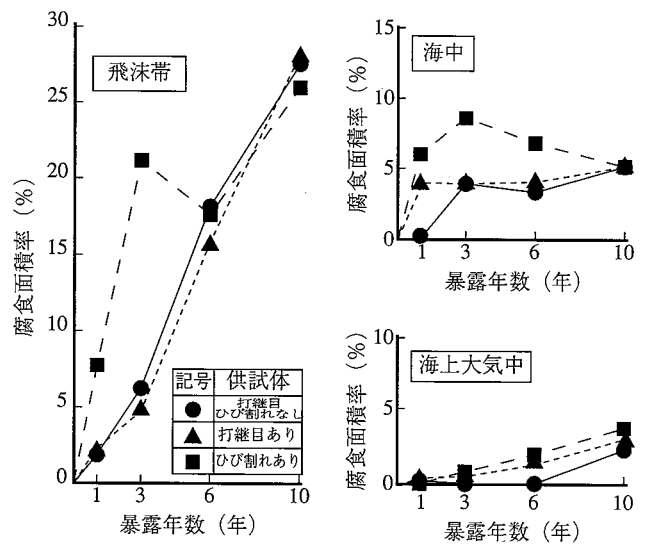 飛沫帯
腐食面積率 (%)
30
25
20
15
10
5
0
1 3 6 10
暴露年数 (年)
記号 供試体
打継目
ひび割れなし
打継目あり
ひび割れあり
海中
腐食面積率 (%)
15
10
5
0
1 3 6 10
暴露年数 (年)
海上大気中
腐食面積率 (%)
10
5
0
1 3 6 10
暴露年数 (年)